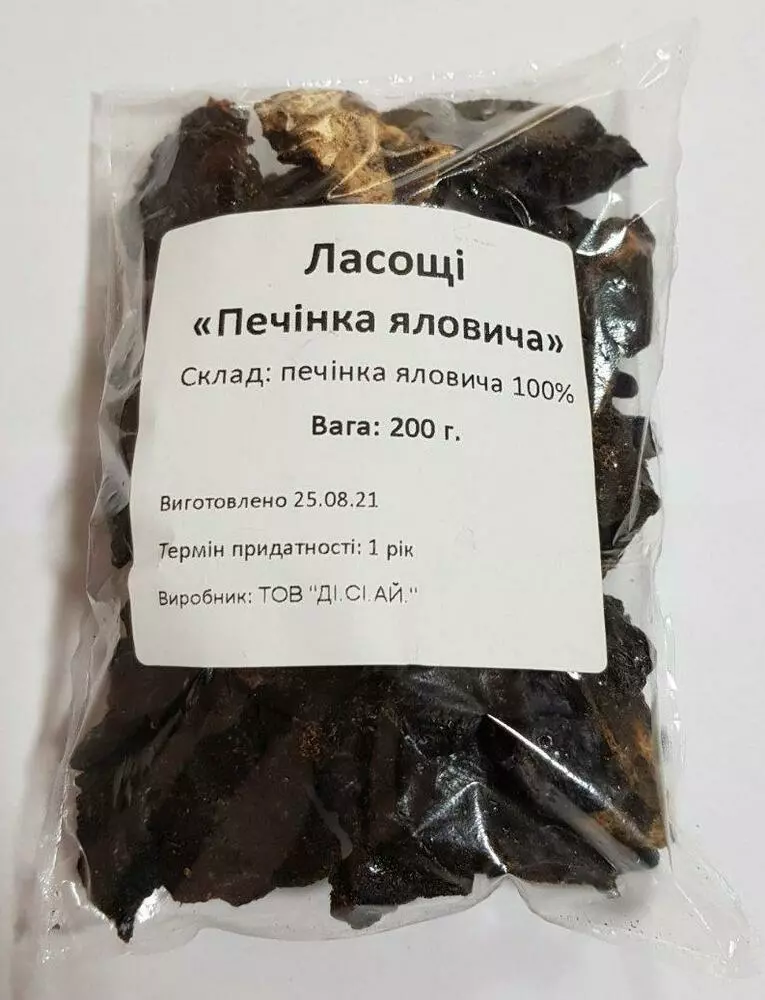 Ласощі
«Печінка яловича»
Склад: печінка яловича 100%
Вага: 200 г.
Виготовлено 25.08.21
Термін придатності: 1 рік
Виробник: ТОВ "ДІ.СІ.АЙ."